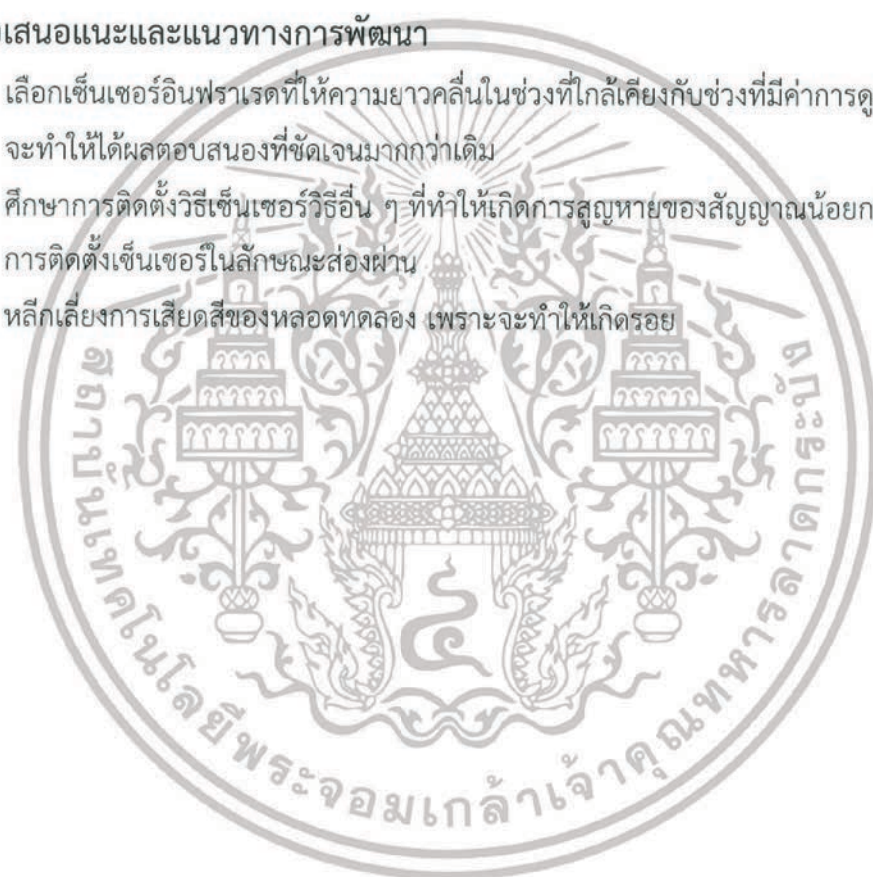 เสนอแนะและแนวทางการพัฒนา
เลือกเซ็นเซอร์อินฟราเรดที่ให้ความยาวคลื่นในช่วงที่ใกล้เคียงกับช่วงที่มีค่าการดู
จะทำให้ได้ผลตอบสนองที่ชัดเจนมากกว่าเดิม
ศึกษาการติดตั้งวิธีเซ็นเซอร์วิธีอื่น ๆ ที่ทำให้เกิดการสูญหายของสัญญาณน้อยก
การติดตั้งเซ็นเซอร์ในลักษณะส่องผ่าน
หลีกเลี่ยงการเสียดสีของหลอดทดลอง เพราะจะทำให้เกิดรอย
สถาบันเทคโนโลยีพระจอมเกล้าเจ้าคุณทหารลาดกระบัง
๔